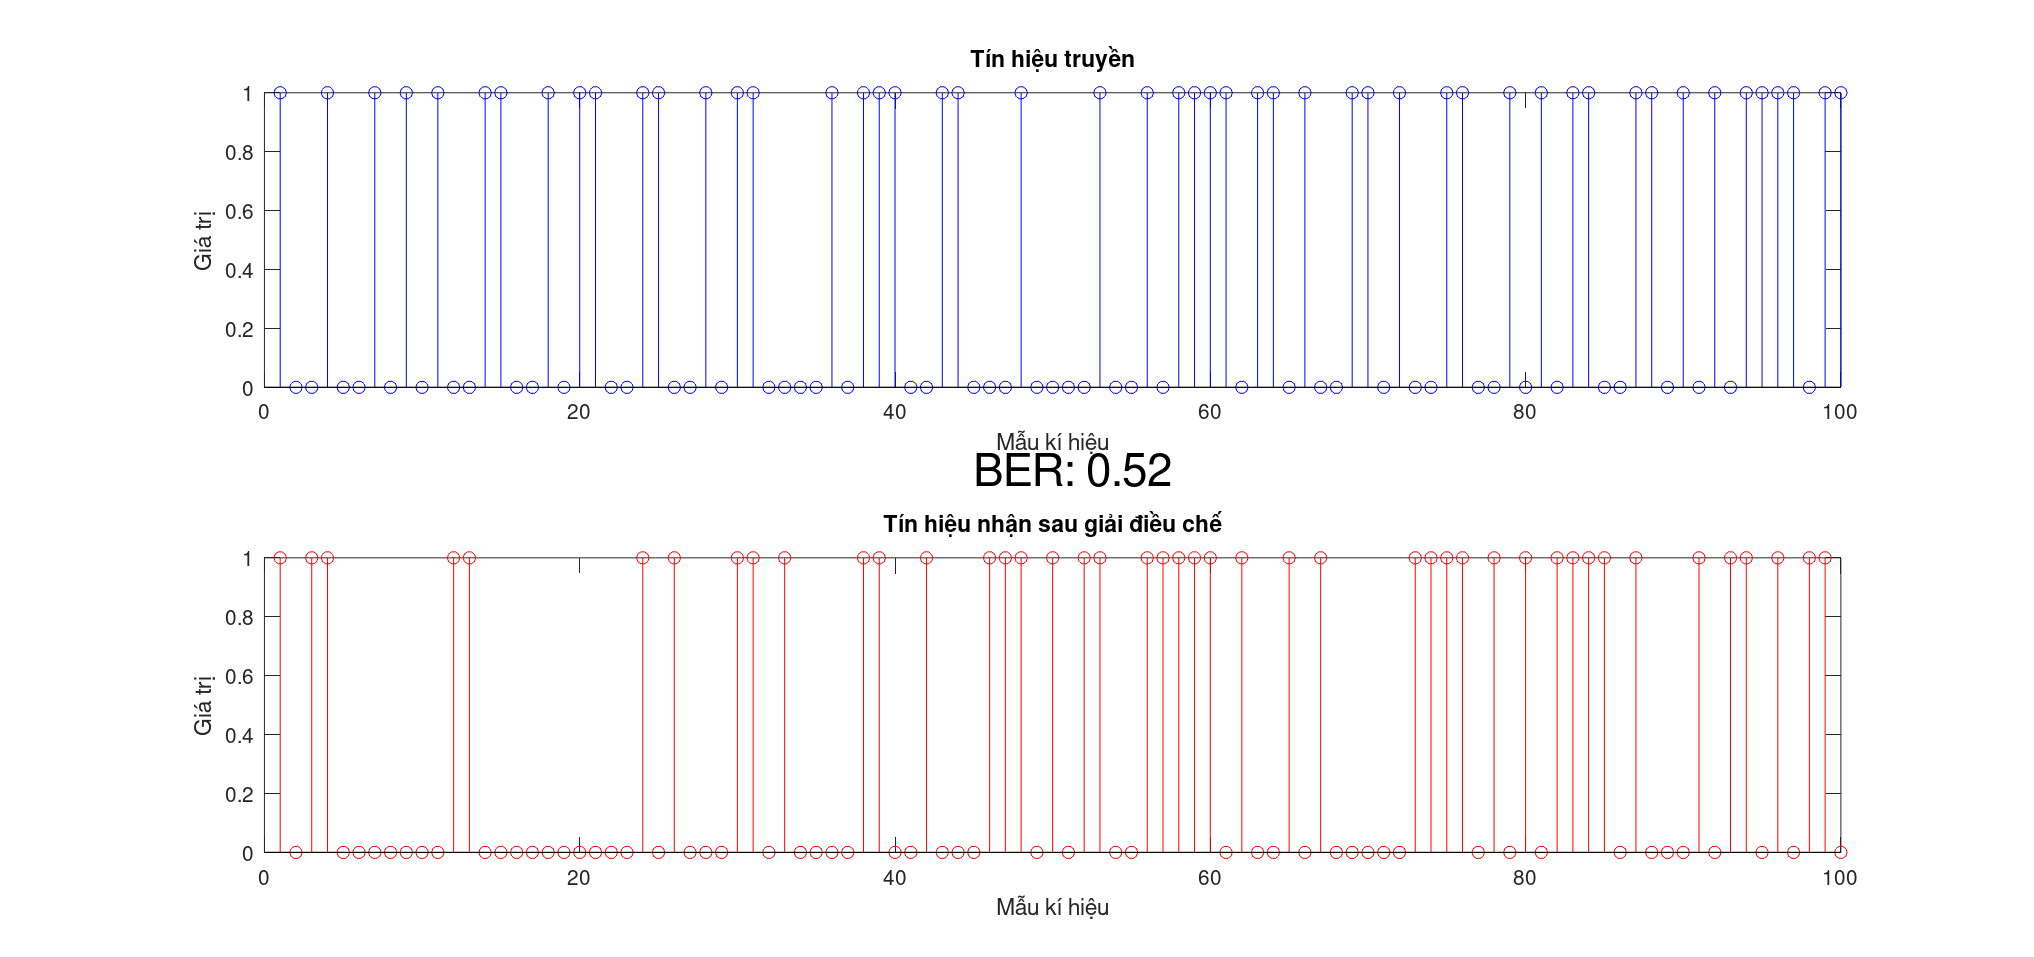 Tín hiệu truyền
1
0.8
0.6
0.4
0.2
0
Giá trị
0 20 40 60 80 100
Mẫu kí hiệu
BER: 0.52
Tín hiệu nhận sau giải điều chế
1
0.8
0.6
0.4
0.2
0
Giá trị
0 20 40 60 80 100
Mẫu kí hiệu